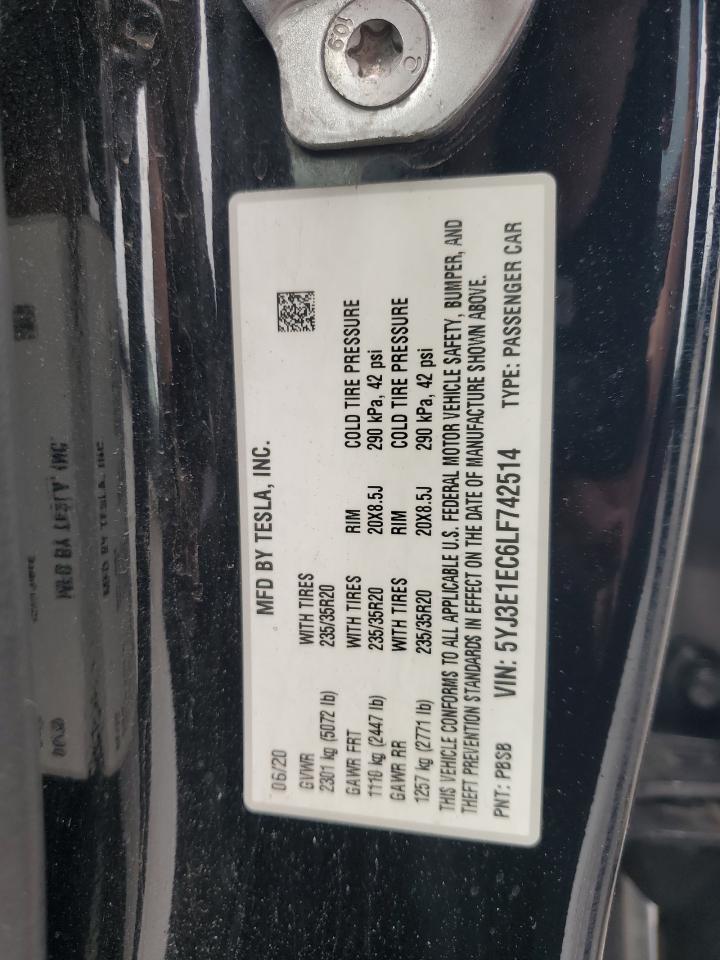 10.9
MFD BY TESLA, INC.
06/20
GVWR WITH TIRES
2301 kg (5072 lb) 235/35R20
GAWR FRT WITH TIRES RIM COLD TIRE PRESSURE
1110 kg (2447 lb) 235/35R20 20X8.5J 290 kPa, 42 psi
GAWR RR WITH TIRES RIM COLD TIRE PRESSURE
1257 kg (2771 lb) 235/35R20 20X8.5J 290 kPa, 42 psi
THIS VEHICLE CONFORMS TO ALL APPLICABLE U.S. FEDERAL MOTOR VEHICLE SAFETY, BUMPER, AND
THEFT PREVENTION STANDARDS IN EFFECT ON THE DATE OF MANUFACTURE SHOWN ABOVE.
PNT: PBSB VIN: 5YJ3E1EC6LF742514 TYPE: PASSENGER CAR